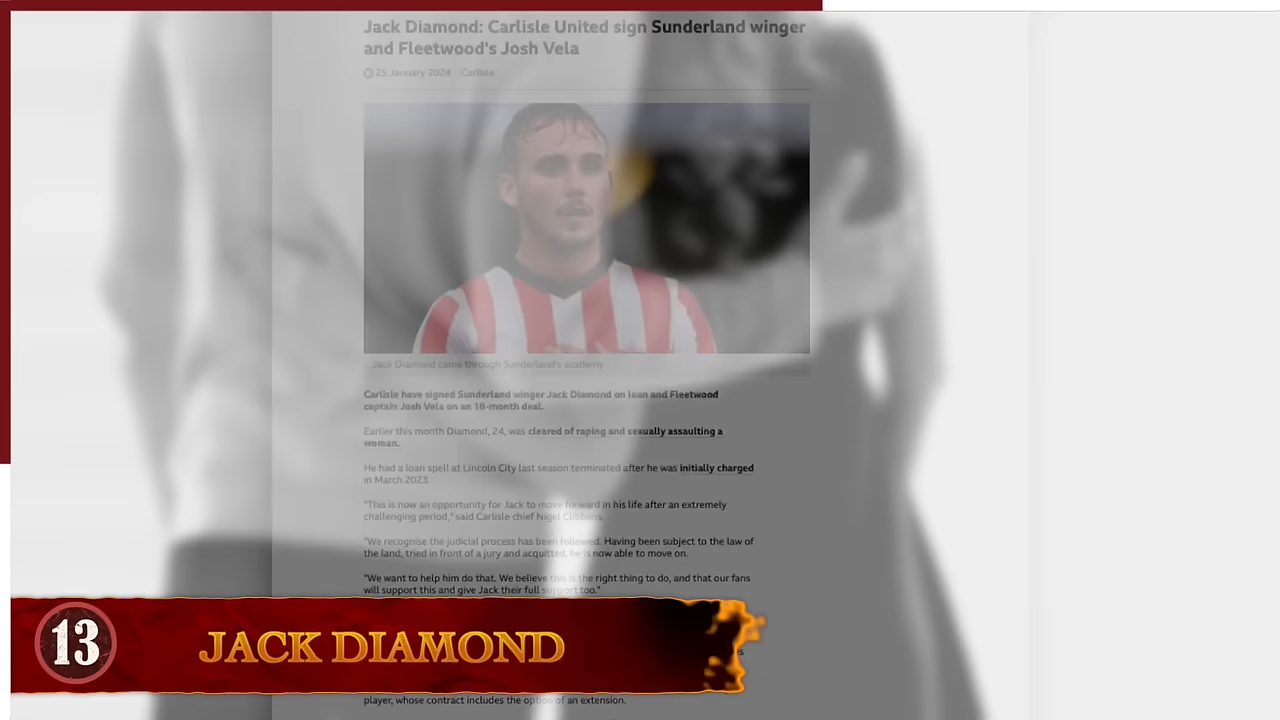 Jack Diamond: Carlisle United sign Sunderland winger
and Fleetwood's Josh Vela
25 January 2024 Carlisle
Jack Diamond came through Sunderland's academy
Carlisle have signed Sunderland winger Jack Diamond on loan and Fleetwood
captain Josh Vela on an 18-month deal.
Earlier this month Diamond, 24, was cleared of raping and sexually assaulting a
woman.
He had a loan spell at Lincoln City last season terminated after he was initially charged
in March 2023.
"This is now an opportunity for Jack to move forward in his life after an extremely
challenging period," said Carlisle chief Nigel Clibbens.
"We recognise the judicial process has been followed. Having been subject to the law of
the land, tried in front of a jury and acquitted, he is now able to move on.
"We want to help him do that. We believe this is the right thing to do, and that our fans
will support this and give Jack their full support too."
13
JACK DIAMOND
player, whose contract includes the option of an extension.